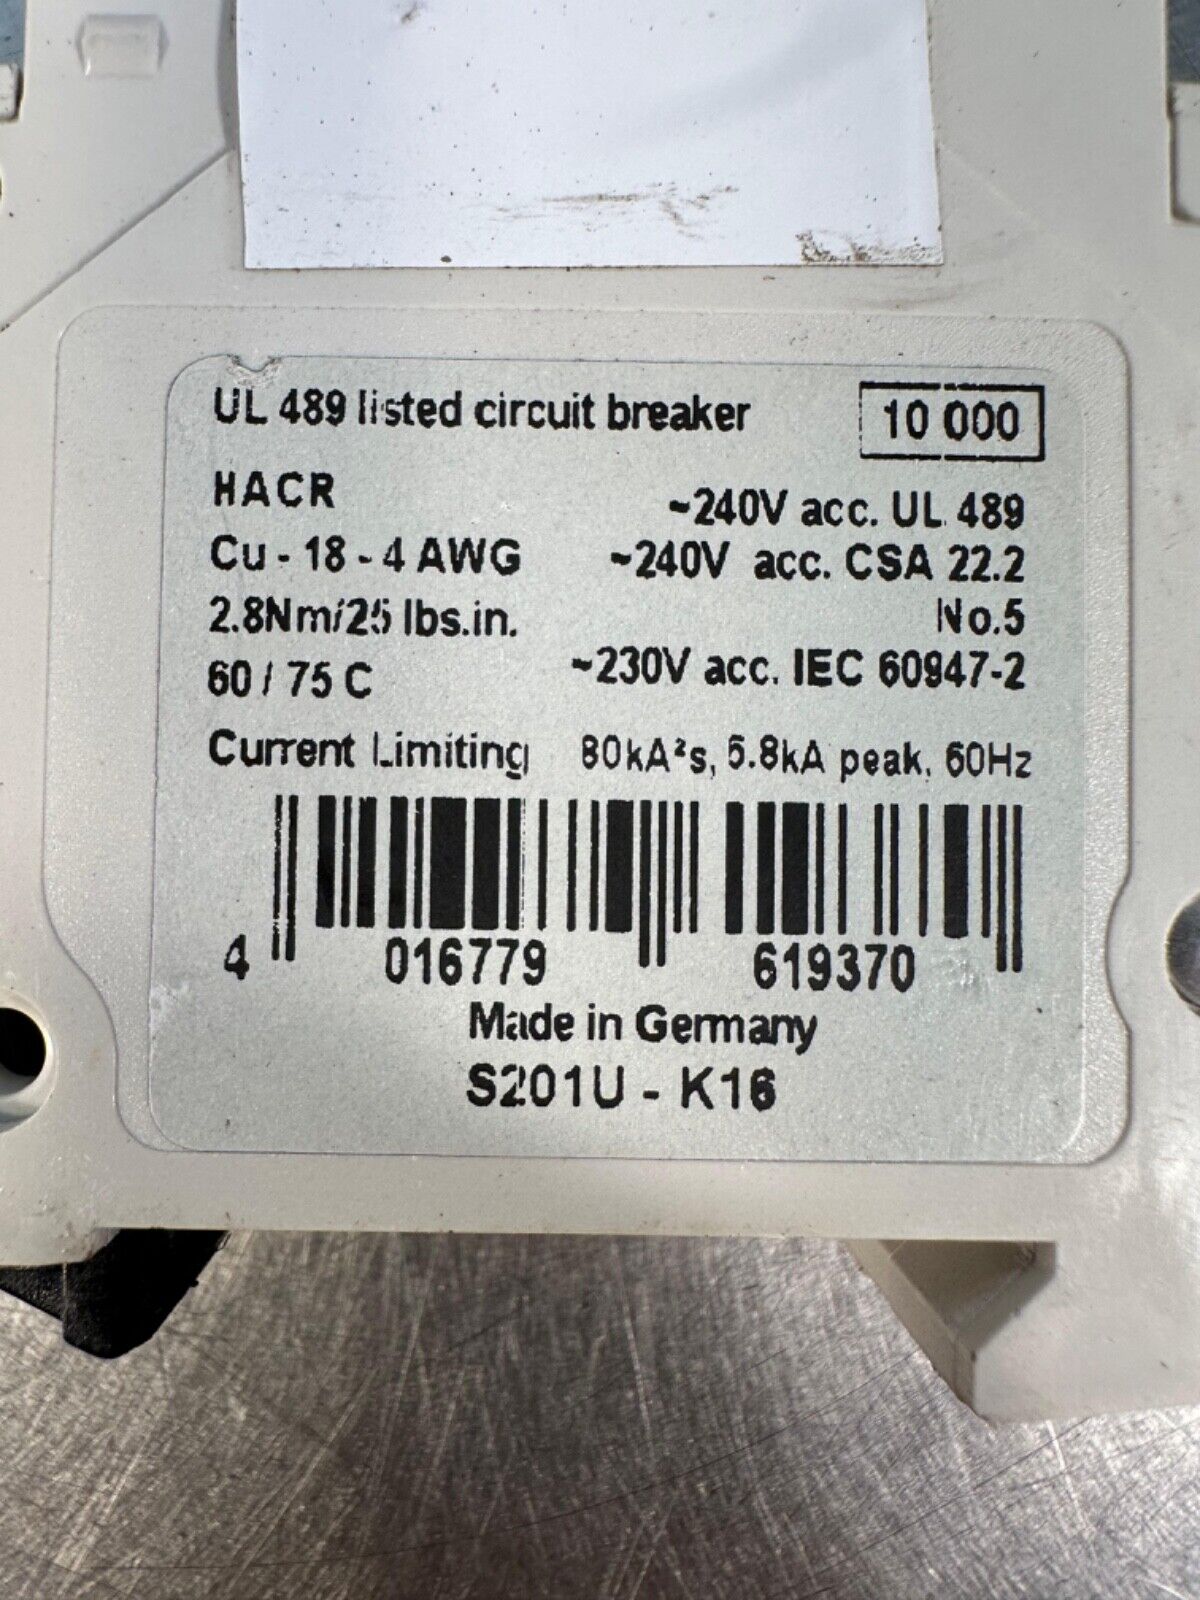 UL 489 listed circuit breaker 10 000
HACR
~240V acc. UL 489
Cu - 18 - 4 AWG ~240V acc. CSA 22.2
2.8Nm/25 lbs.in. No.5
60 / 75 C ~230V acc. IEC 60947-2
Current Limiting 80kA²s, 6.8kA peak, 60Hz
4 016779 619370
Made in Germany
S201U - K16